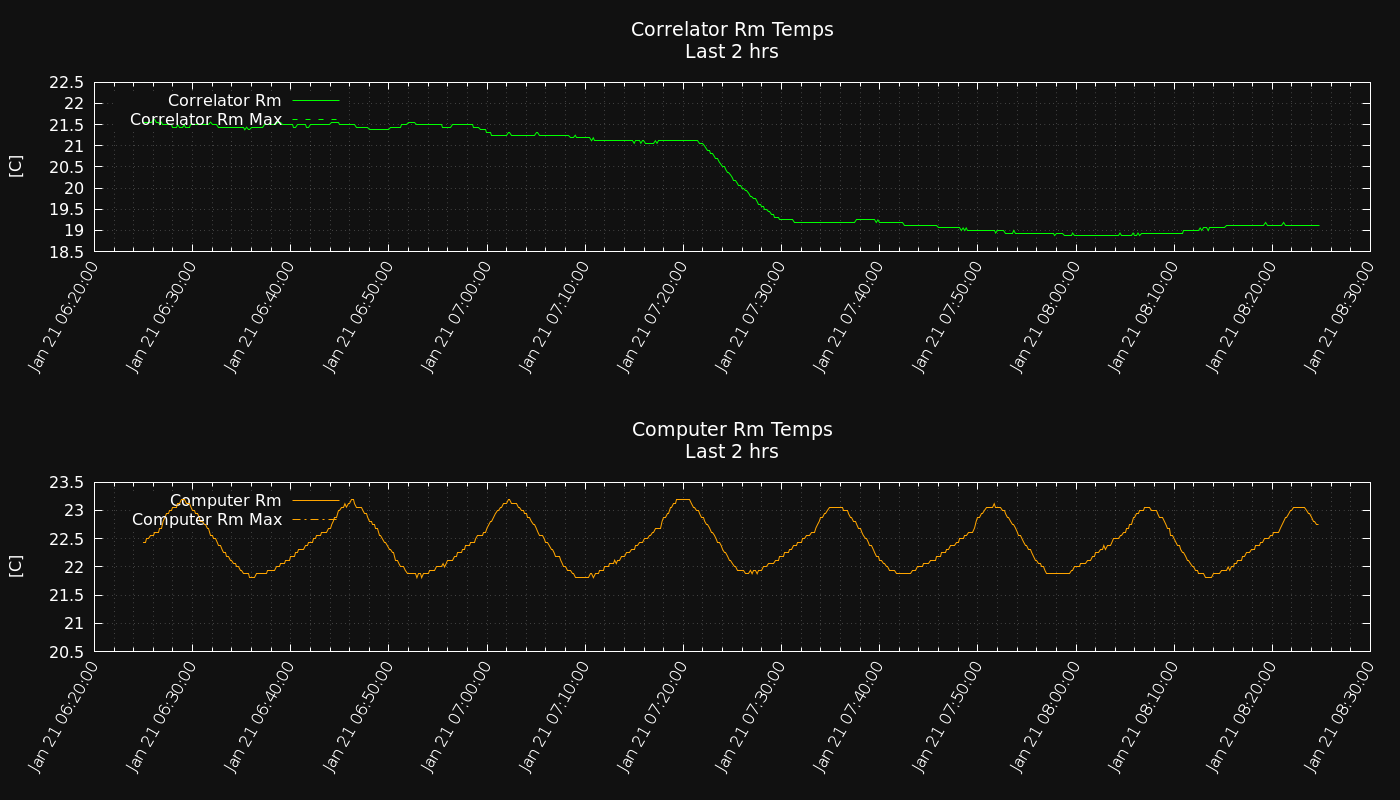 Correlator Rm Temps
Last 2 hrs
22.5
22
21.5
21
20.5
20
19.5
19
18.5
[C]
Correlator Rm
Correlator Rm Max
Jan 21 06:20:00
Jan 21 06:30:00
Jan 21 06:40:00
Jan 21 06:50:00
Jan 21 07:00:00
Jan 21 07:10:00
Jan 21 07:20:00
Jan 21 07:30:00
Jan 21 07:40:00
Jan 21 07:50:00
Jan 21 08:00:00
Jan 21 08:10:00
Jan 21 08:20:00
Jan 21 08:30:00
Computer Rm Temps
Last 2 hrs
23.5
23
22.5
22
21.5
21
20.5
[C]
Computer Rm
Computer Rm Max
Jan 21 06:20:00
Jan 21 06:30:00
Jan 21 06:40:00
Jan 21 06:50:00
Jan 21 07:00:00
Jan 21 07:10:00
Jan 21 07:20:00
Jan 21 07:30:00
Jan 21 07:40:00
Jan 21 07:50:00
Jan 21 08:00:00
Jan 21 08:10:00
Jan 21 08:20:00
Jan 21 08:30:00